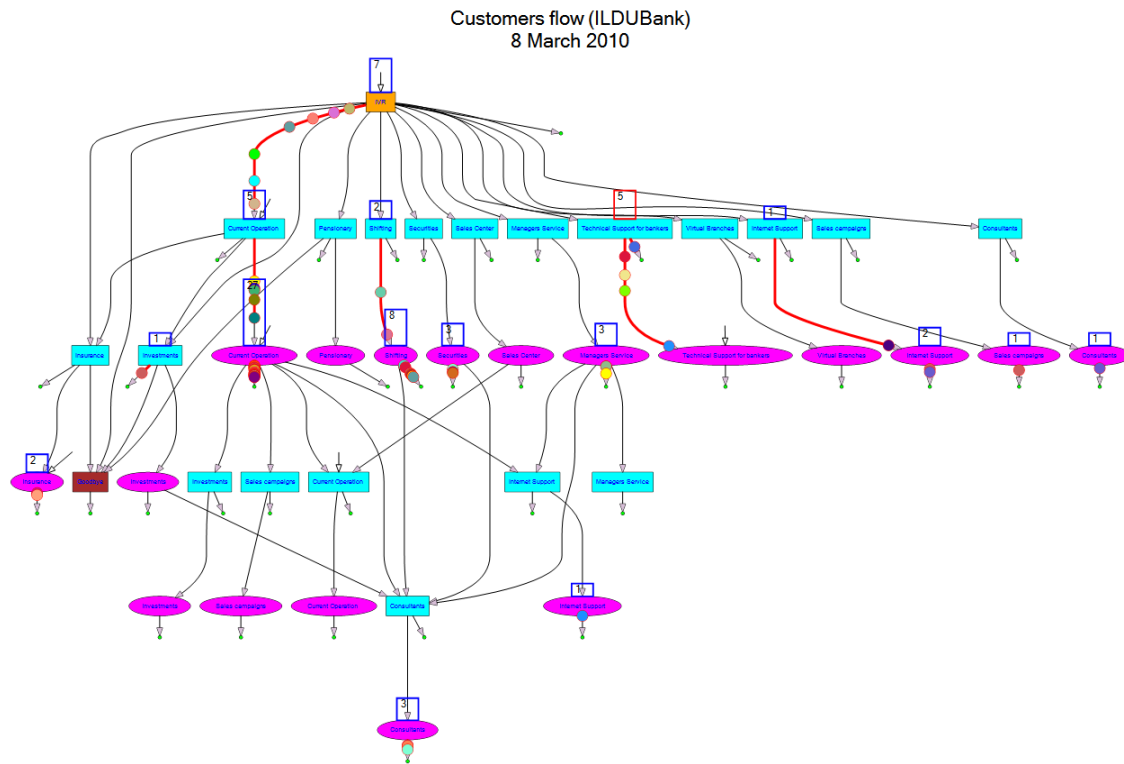 Customers flow (ILDUBank)
8 March 2010
7
IVR
5
2
5
1
Current Operation
Pensionery
Shifting
Securities
Sales Center
Managers Service
Technical Support for bankers
Virtual Branches
Internet Support
Sales campaigns
Consultants
27
1
8
3
3
2
1
1
Insurance
Investments
Current Operation
Pensionery
Shifting
Securities
Sales Center
Managers Service
Technical Support for bankers
Virtual Branches
Internet Support
Sales campaigns
Consultants
2
Insurance
Goodbye
Investments
Investments
Sales campaigns
Current Operation
Internet Support
Managers Service
1
Investments
Sales campaigns
Current Operation
Consultants
Internet Support
3
Consultants